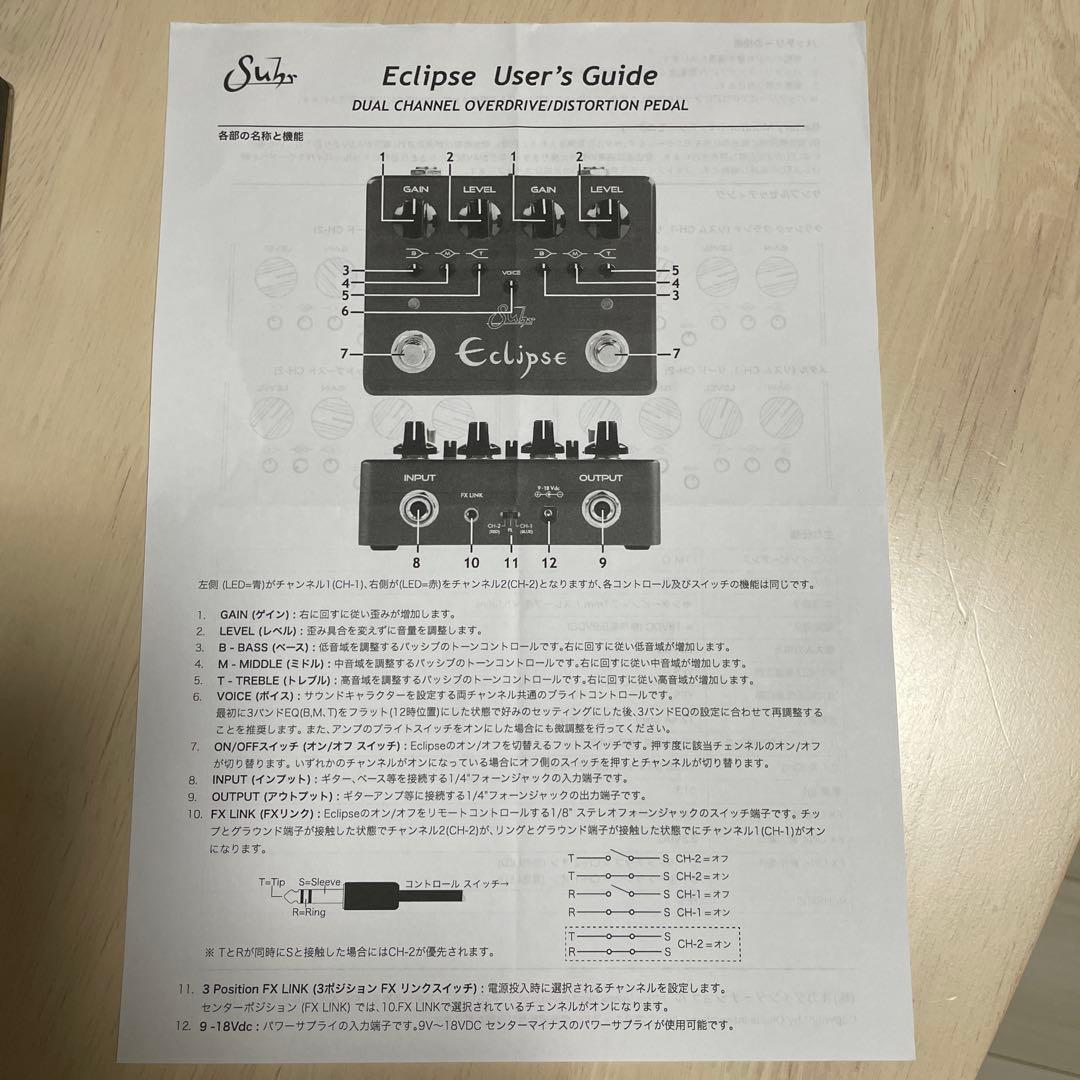 Suhr
Eclipse User's Guide
DUAL CHANNEL OVERDRIVE/DISTORTION PEDAL
各部の名称と機能
1 2 1 2
GAIN LEVEL GAIN LEVEL
B M T B M T
VOICE
3 5
4 4
5 3
6
Suhr
7 Eclipse 7
INPUT OUTPUT
FX LINK 9-18 Vdc
CH-2 (RED) FX CH-1 (BLUE)
8 10 11 12 9
左側 (LED=青)がチャンネル1(CH-1)、右側が(LED=赤)をチャンネル2(CH-2)となりますが、各コントロール及びスイッチの機能は同じです。
1. GAIN (ゲイン) : 右に回すに従い歪みが増加します。
2. LEVEL (レベル) : 歪み具合を変えずに音量を調整します。
3. B - BASS (ベース) : 低音域を調整するパッシブのトーンコントロールです。右に回すに従い低音域が増加します。
4. M - MIDDLE (ミドル) : 中音域を調整するパッシブのトーンコントロールです。右に回すに従い中音域が増加します。
5. T - TREBLE (トレブル) : 高音域を調整するパッシブのトーンコントロールです。右に回すに従い高音域が増加します。
6. VOICE (ボイス) : サウンドキャラクターを設定する両チャンネル共通のブライトコントロールです。
最初に3バンドEQ(B,M、T)をフラット(12時位置)にした状態で好みのセッティングにした後、3バンドEQの設定に合わせて再調整する
ことを推奨します。また、アンプのブライトスイッチをオンにした場合にも微調整を行ってください。
7. ON/OFFスイッチ (オン/オフ スイッチ) : Eclipseのオン/オフを切替えるフットスイッチです。押す度に該当チェンネルのオン/オフ
が切り替ります。いずれかのチャンネルがオンになっている場合にオフ側のスイッチを押すとチャンネルが切り替ります。
8. INPUT (インプット) : ギター、ベース等を接続する1/4"フォーンジャックの入力端子です。
9. OUTPUT (アウトプット) : ギターアンプ等に接続する1/4"フォーンジャックの出力端子です。
10. FX LINK (FXリンク) : Eclipseのオン/オフをリモートコントロールする1/8" ステレオフォーンジャックのスイッチ端子です。チッ
プとグラウンド端子が接触した状態でチャンネル2(CH-2)が、リングとグラウンド端子が接触した状態でにチャンネル1(CH-1)がオン
になります。
T=Tip S=Sleeve コントロール スイッチ→
R=Ring
T S CH-2=オフ
T S CH-2=オン
R S CH-1=オフ
R S CH-1=オン
T S
CH-2=オン
R S
※ TとRが同時にSと接触した場合にはCH-2が優先されます。
11. 3 Position FX LINK (3ポジション FX リンクスイッチ) : 電源投入時に選択されるチャンネルを設定します。
センターポジション (FX LINK) では、10.FX LINKで選択されているチェンネルがオンになります。
12. 9 -18Vdc : パワーサプライの入力端子です。9V〜18VDC センターマイナスのパワーサプライが使用可能です。